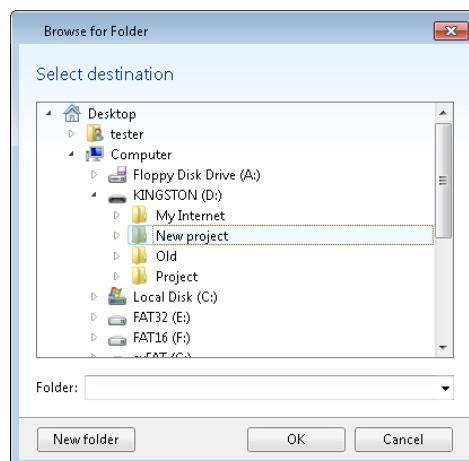 Browse for Folder
Select destination
Desktop
tester
Computer
Floppy Disk Drive (A:)
KINGSTON (D:)
My Internet
New project
Old
Project
Local Disk (C:)
FAT32 (E:)
FAT16 (F:)
Folder:
New folder
OK
Cancel